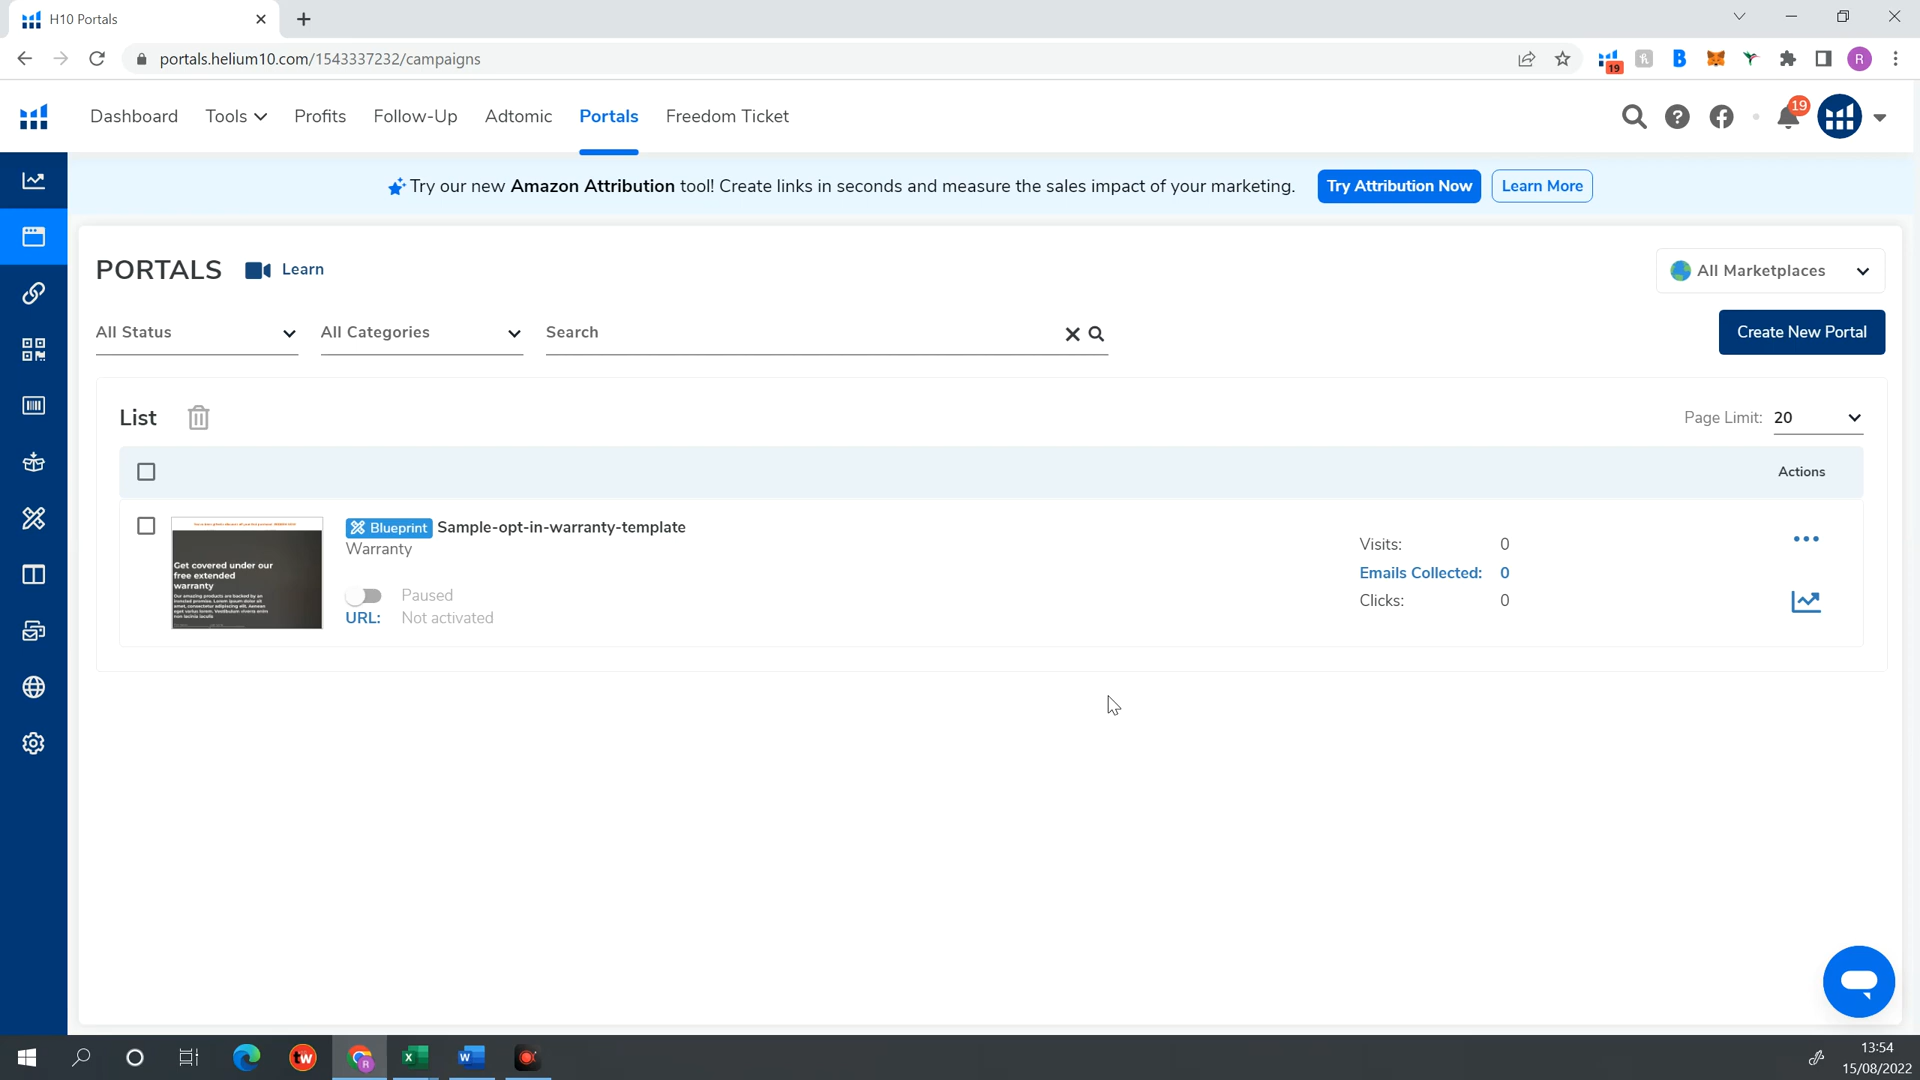 H10 Portals
portals.helium10.com/1543337232/campaigns
19
R
Dashboard Tools Profits Follow-Up Adtomic Portals Freedom Ticket
19
Try our new Amazon Attribution tool! Create links in seconds and measure the sales impact of your marketing. Try Attribution Now Learn More
PORTALS Learn
All Marketplaces
All Status All Categories Search
Create New Portal
List
Page Limit: 20
Actions
Blueprint Sample-opt-in-warranty-template
Warranty
Get covered under our
free extended
warranty
Paused
URL: Not activated
Visits: 0
Emails Collected: 0
Clicks: 0
tw
R
13:54
15/08/2022